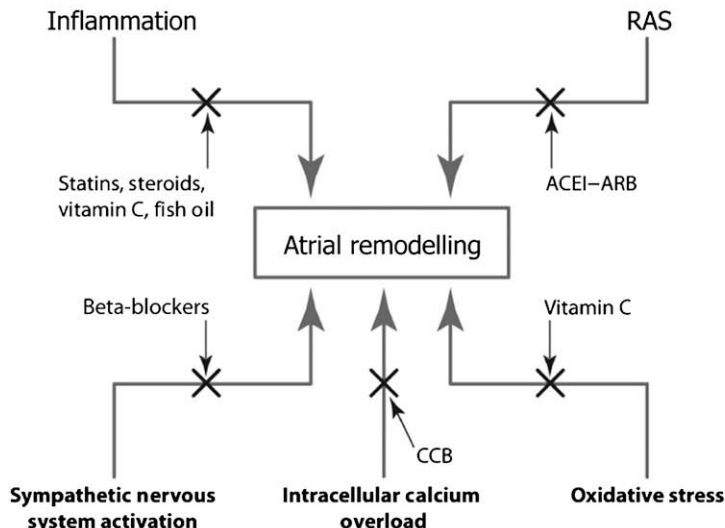 Inflammation
RAS
Statins, steroids,
vitamin C, fish oil
ACEI–ARB
Atrial remodelling
Beta-blockers
Vitamin C
CCB
Sympathetic nervous
system activation
Intracellular calcium
overload
Oxidative stress